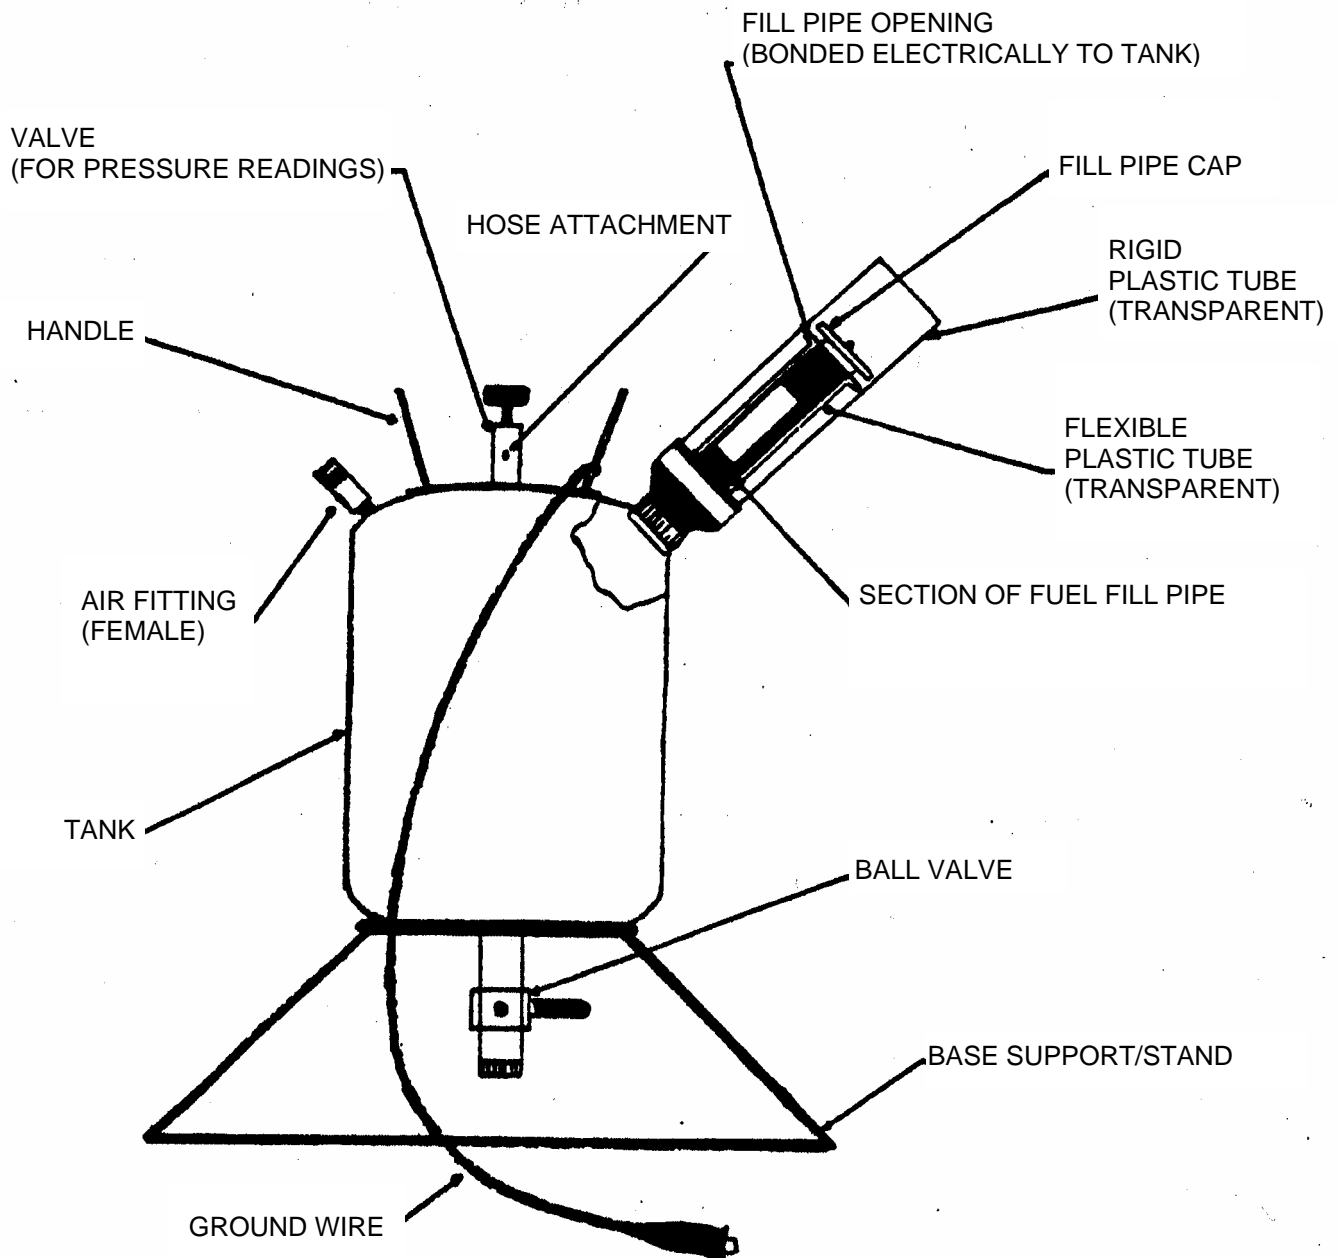 FILL PIPE OPENING
(BONDED ELECTRICALLY TO TANK)
VALVE
(FOR PRESSURE READINGS)
FILL PIPE CAP
HOSE ATTACHMENT
RIGID
PLASTIC TUBE
(TRANSPARENT)
HANDLE
FLEXIBLE
PLASTIC TUBE
(TRANSPARENT)
AIR FITTING
(FEMALE)
SECTION OF FUEL FILL PIPE
TANK
BALL VALVE
BASE SUPPORT/STAND
GROUND WIRE